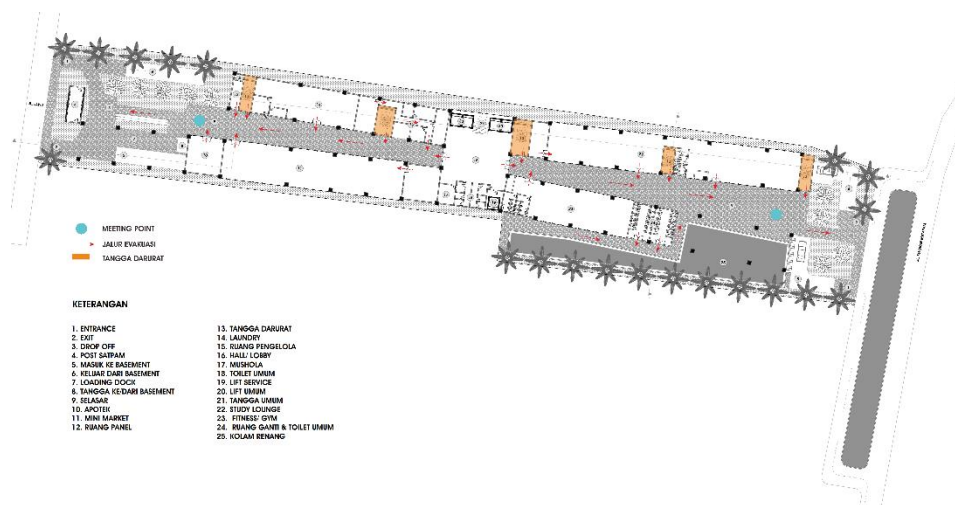 MEETING POINT
JALUR EVAKUASI
TANGGA DARURAT
KETERANGAN
1. ENTRANCE
2. EXIT
3. DROP OFF
4. POST SATPAM
5. MASUK KE BASEMENT
6. KELUAR DARI BASEMENT
7. LOADING DOCK
8. TANGGA KE/DARI BASEMENT
9. SELASAR
10. APOTEK
11. MINI MARKET
12. RUANG PANEL
13. TANGGA DARURAT
14. LAUNDRY
15. RUANG PENGELOLA
16. HALL/ LOBBY
17. MUSHOLA
18. TOILET UMUM
19. LIFT SERVICE
20. LIFT UMUM
21. TANGGA UMUM
22. STUDY LOUNGE
23. FITNESS/ GYM
24. RUANG GANTI & TOILET UMUM
25. KOLAM RENANG